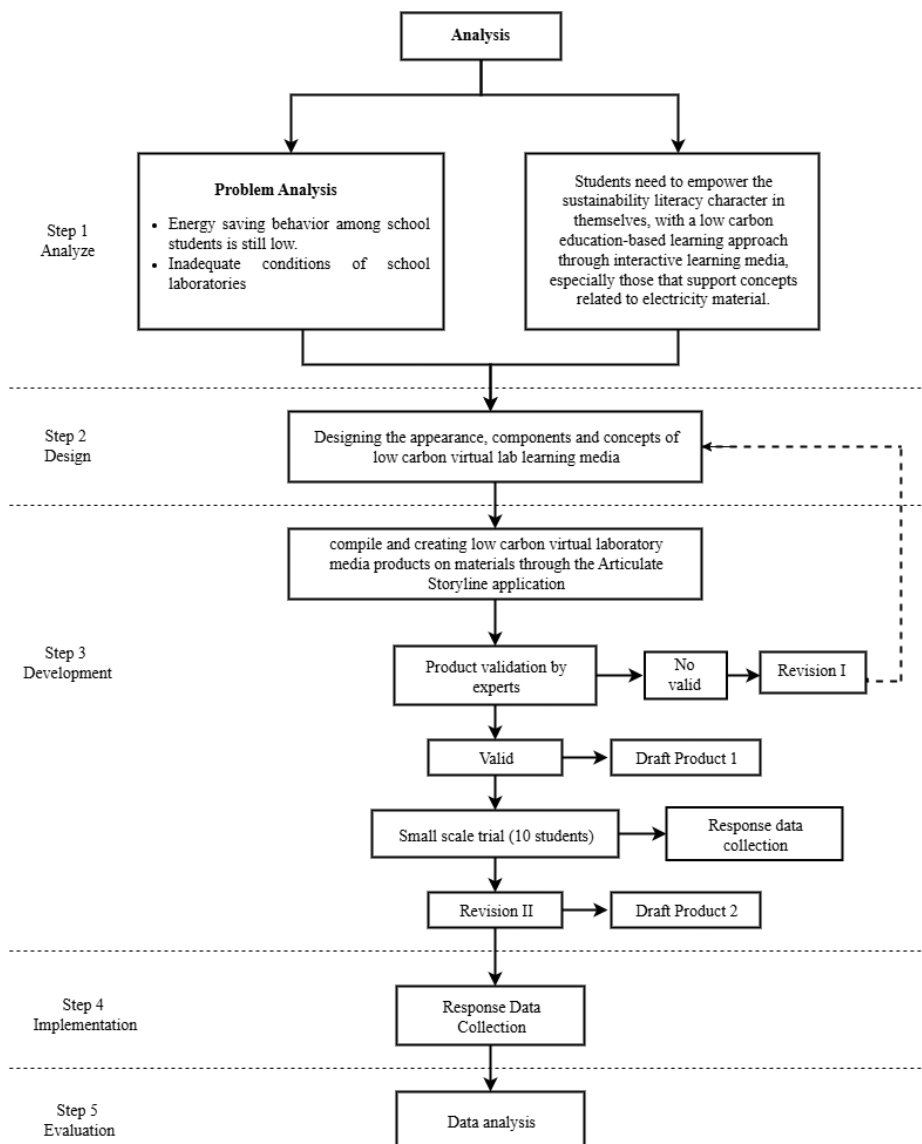 Analysis
Problem Analysis
• Energy saving behavior among school
students is still low.
• Inadequate conditions of school
laboratories
Students need to empower the
sustainability literacy character in
themselves, with a low carbon
education-based learning approach
through interactive learning media,
especially those that support concepts
related to electricity material.
Step 1
Analyze
Step 2
Design
Designing the appearance, components and concepts of
low carbon virtual lab learning media
compile and creating low carbon virtual laboratory
media products on materials through the Articulate
Storyline application
Step 3
Development
Product validation by
experts
No
valid
Revision I
Valid
Draft Product 1
Small scale trial (10 students)
Response data
collection
Revision II
Draft Product 2
Step 4
Implementation
Response Data
Collection
Step 5
Evaluation
Data analysis